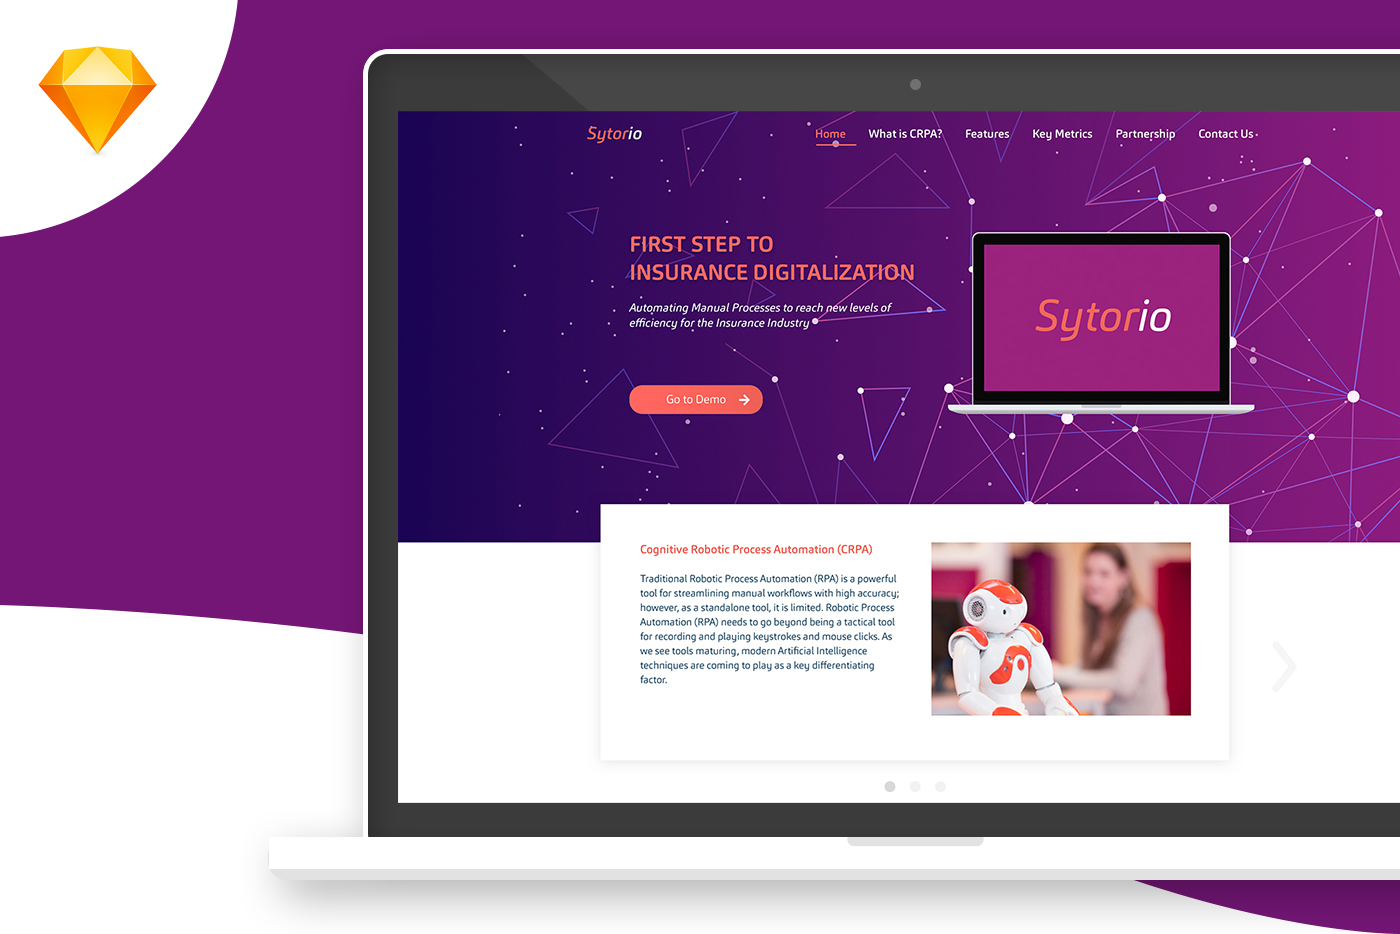 Sytorio
Home What is CRPA? Features Key Metrics Partnership Contact Us
FIRST STEP TO
INSURANCE DIGITALIZATION
Automating Manual Processes to reach new levels of
efficiency for the Insurance Industry
Go to Demo
Sytorio
Cognitive Robotic Process Automation (CRPA)
Traditional Robotic Process Automation (RPA) is a powerful
tool for streamlining manual workflows with high accuracy;
however, as a standalone tool, it is limited. Robotic Process
Automation (RPA) needs to go beyond being a tactical tool
for recording and playing keystrokes and mouse clicks. As
we see tools maturing, modern Artificial Intelligence
techniques are coming to play as a key differentiating
factor.